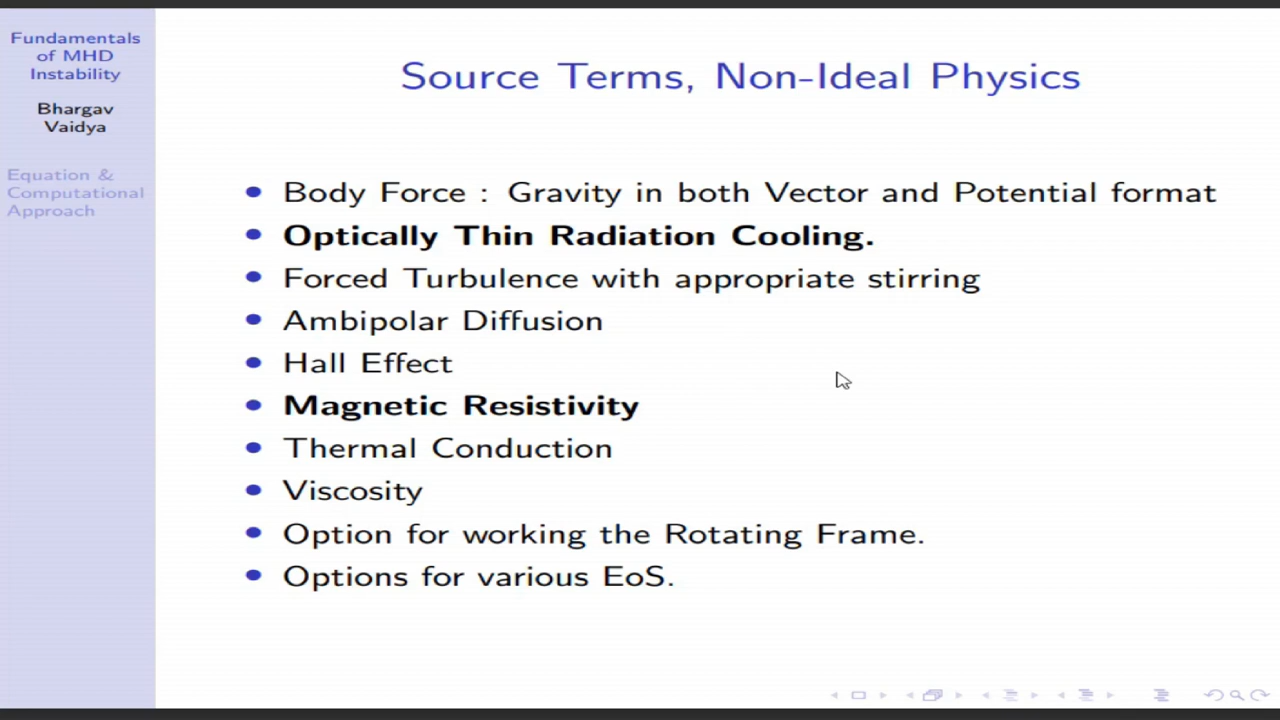 Fundamentals
of MHD
Instability
Bhargav
Vaidya
Equation &
Computational
Approach
Source Terms, Non-Ideal Physics
Body Force : Gravity in both Vector and Potential format
Optically Thin Radiation Cooling.
Forced Turbulence with appropriate stirring
Ambipolar Diffusion
Hall Effect
Magnetic Resistivity
Thermal Conduction
Viscosity
Option for working the Rotating Frame.
Options for various EoS.